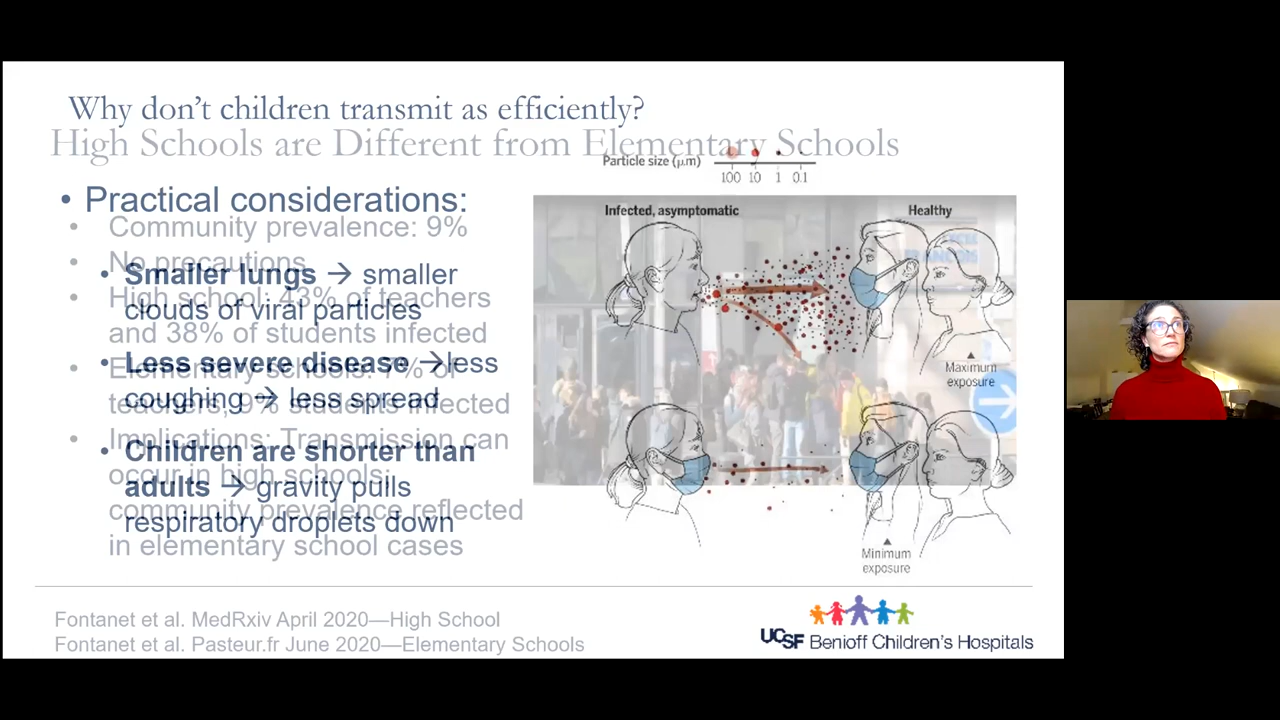 Why don't children transmit as efficiently?
High Schools are Different from Elementary Schools
• Practical considerations:
• Smaller lungs → smaller
clouds of viral particles
• Less severe disease → less
coughing → less spread
• Children are shorter than
adults → gravity pulls
respiratory droplets down
• Community prevalence: 9%
• No precautions
• High school: 43% of teachers
and 38% of students infected
• Elementary schools: 7% of
teachers, 9% students infected
• Implications: Transmission can
occur in high schools;
community prevalence reflected
in elementary school cases
Particle size (μm)
100 10 1 0.1
Infected, asymptomatic
Healthy
Maximum
exposure
Minimum
exposure
Fontanet et al. MedRxiv April 2020—High School
Fontanet et al. Pasteur.fr June 2020—Elementary Schools
UCSF Benioff Children's Hospitals